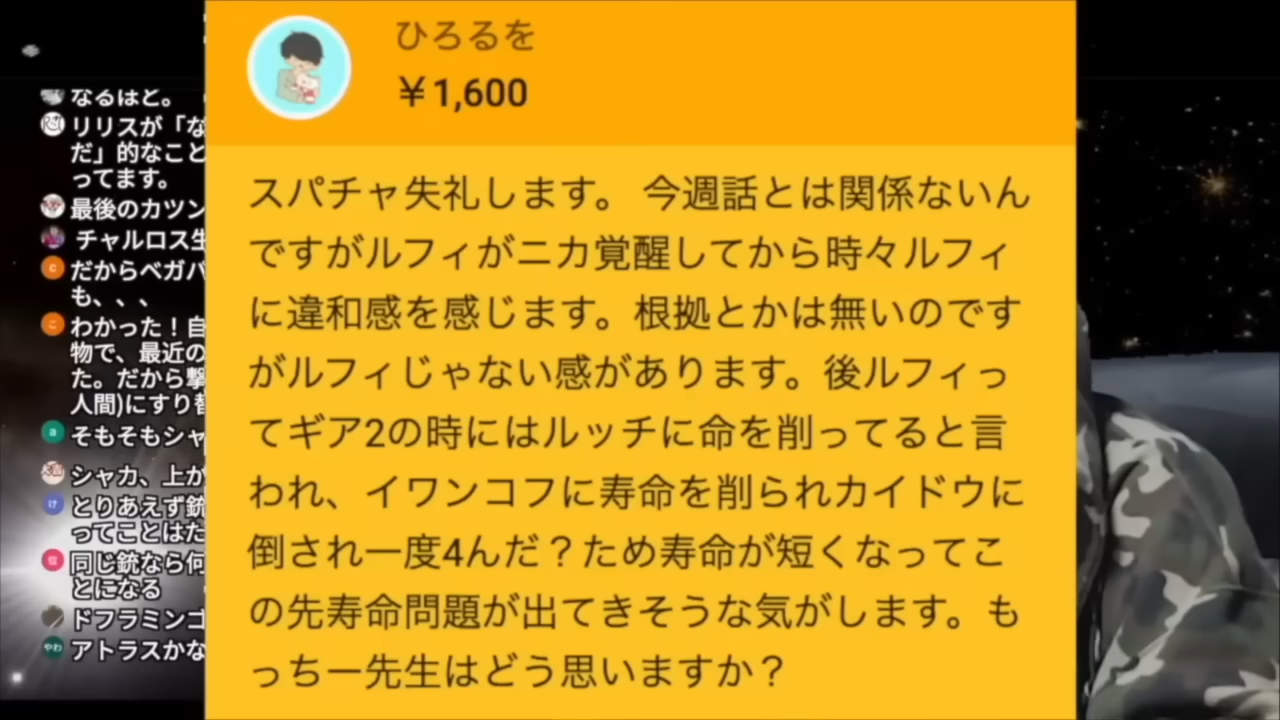 なるほど。
リリスが「な
だ」的なこと
ってます。
最後のカツン
チャルロス生
だからベガパ
も、、、
わかった！自
物で、最近の
た。だから撃
人間)にすり替
そもそもシャ
シャカ、上か
とりあえず銃
ってことはた
同じ銃なら何
とになる
ドフラミンゴ
アトラスかな
ひろるを
￥1,600
スパチャ失礼します。 今週話とは関係ないん
ですがルフィがニカ覚醒してから時々ルフィ
に違和感を感じます。根拠とかは無いのです
がルフィじゃない感があります。後ルフィっ
てギア2の時にはルッチに命を削ってると言
われ、イワンコフに寿命を削られカイドウに
倒され一度4んだ？ため寿命が短くなってこ
の先寿命問題が出てきそうな気がします。も
っちー先生はどう思いますか？